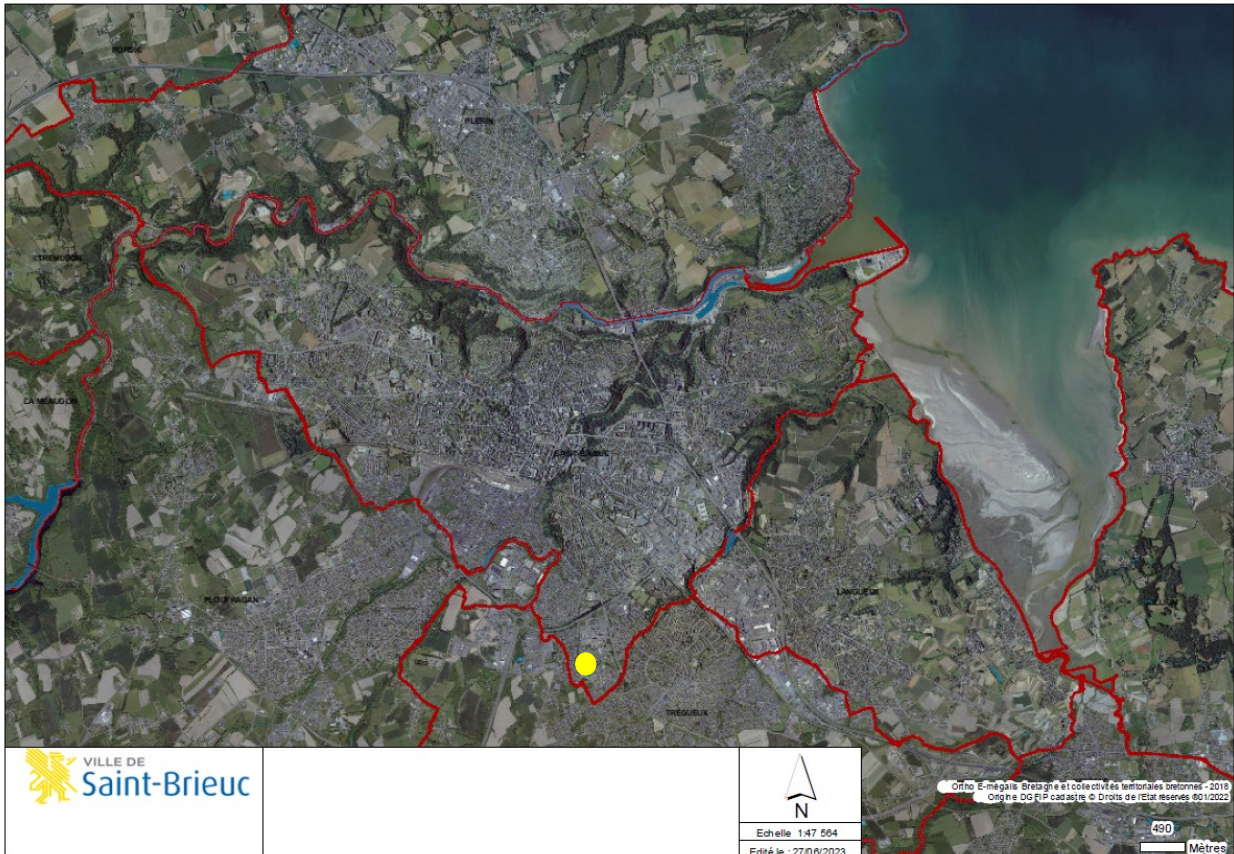 PORDIC
PLERIN
TREMUSON
LA MEAUGON
SAINT-BRIEUC
PLOUFRAGAN
LANGUEUX
TREGUEUX
VILLE DE
Saint-Brieuc
N
Echelle 1:47 564
Edité le : 27/06/2023
Ortho E-mégalis Bretagne et collectivités territoriales bretonnes - 2018
Origine DGFIP cadastre © Droits de l'Etat réservés ®01/2022
490
Mètres